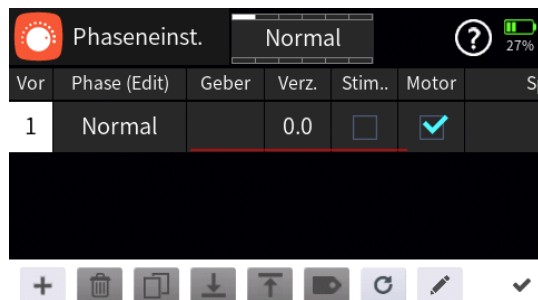 Phaseneinst.
Normal
?
27%
Vor Phase (Edit) Geber Verz. Stim.. Motor S
1 Normal 0.0